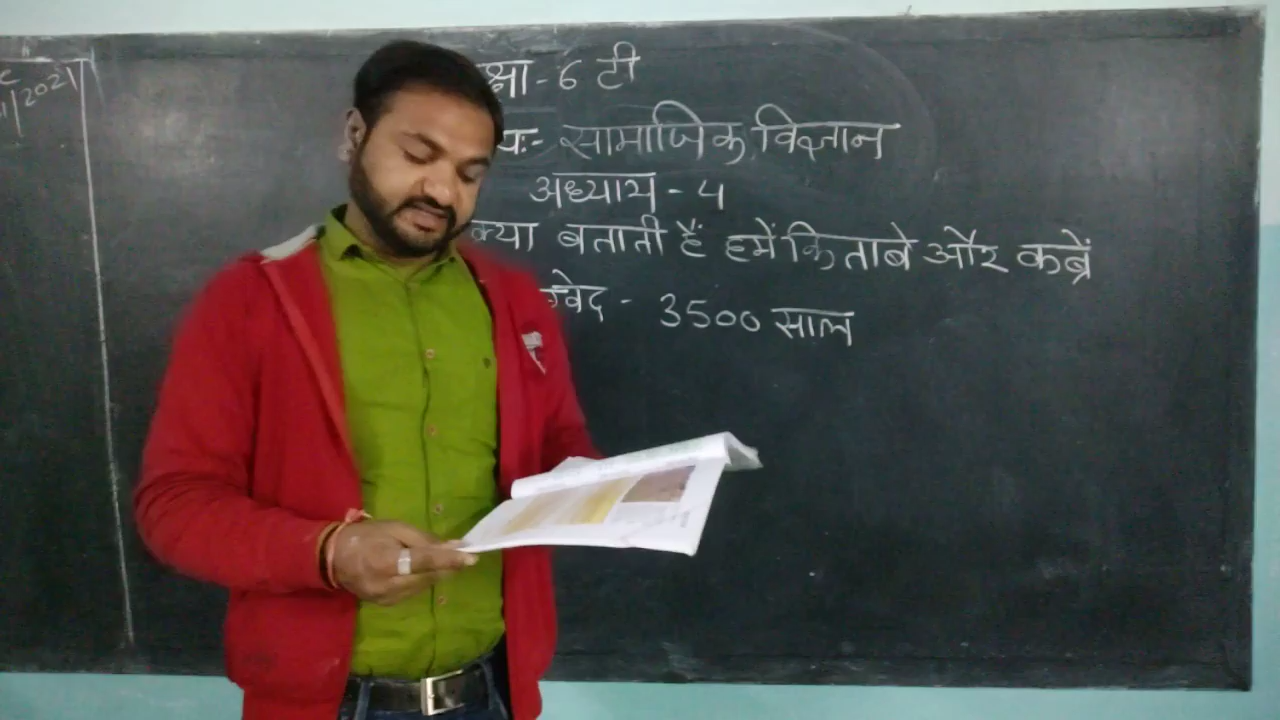 2021
क्षा - 6 टी
यः- सामाजिक विज्ञान
अध्याय - 4
क्या बताती हैं हमें किताबे और कब्रें
वेद - 3500 साल